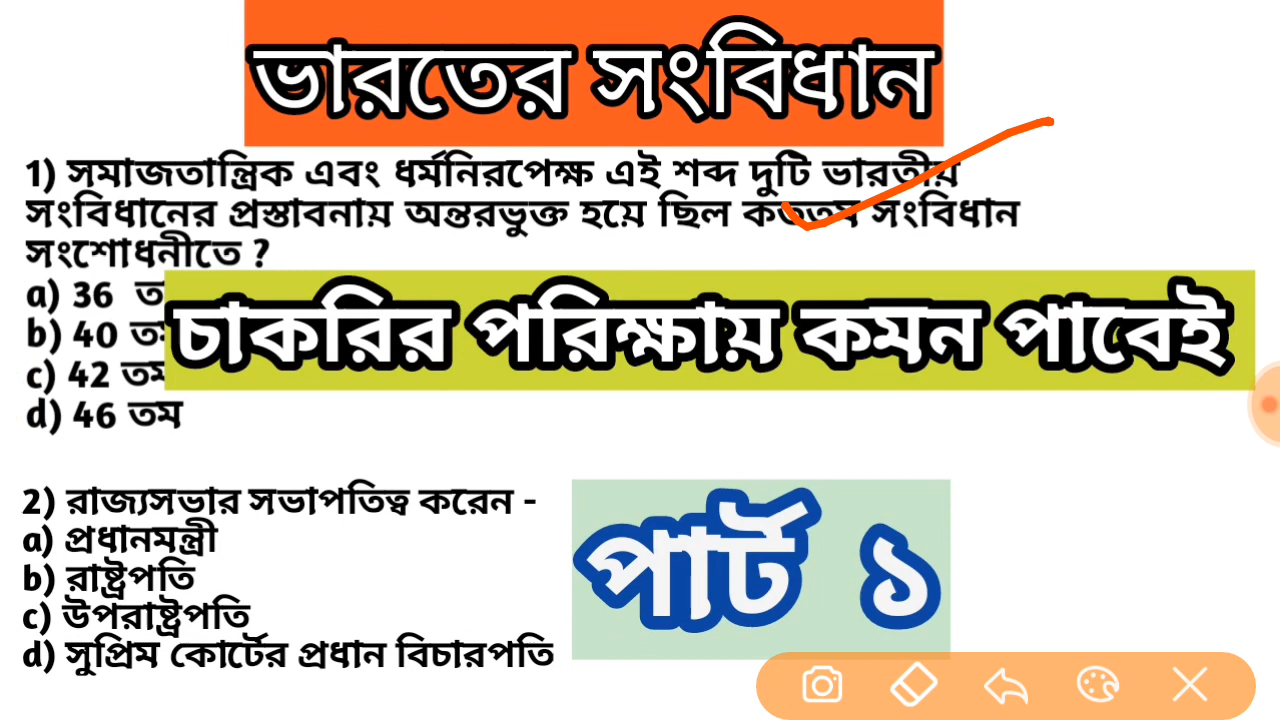 ভারতের সংবিধান
1) সমাজতান্ত্রিক এবং ধর্মনিরপেক্ষ এই শব্দ দুটি ভারতীয়
সংবিধানের প্রস্তাবনায় অন্তরভুক্ত হয়ে ছিল কততম সংবিধান
সংশোধনীতে ?
a) 36
b) 40
c) 42 তম
d) 46 তম
চাকরির পরিক্ষায় কমন পাবেই
2) রাজ্যসভার সভাপতিত্ব করেন -
a) প্রধানমন্ত্রী
b) রাষ্ট্রপতি
c) উপরাষ্ট্রপতি
d) সুপ্রিম কোর্টের প্রধান বিচারপতি
পার্ট ১